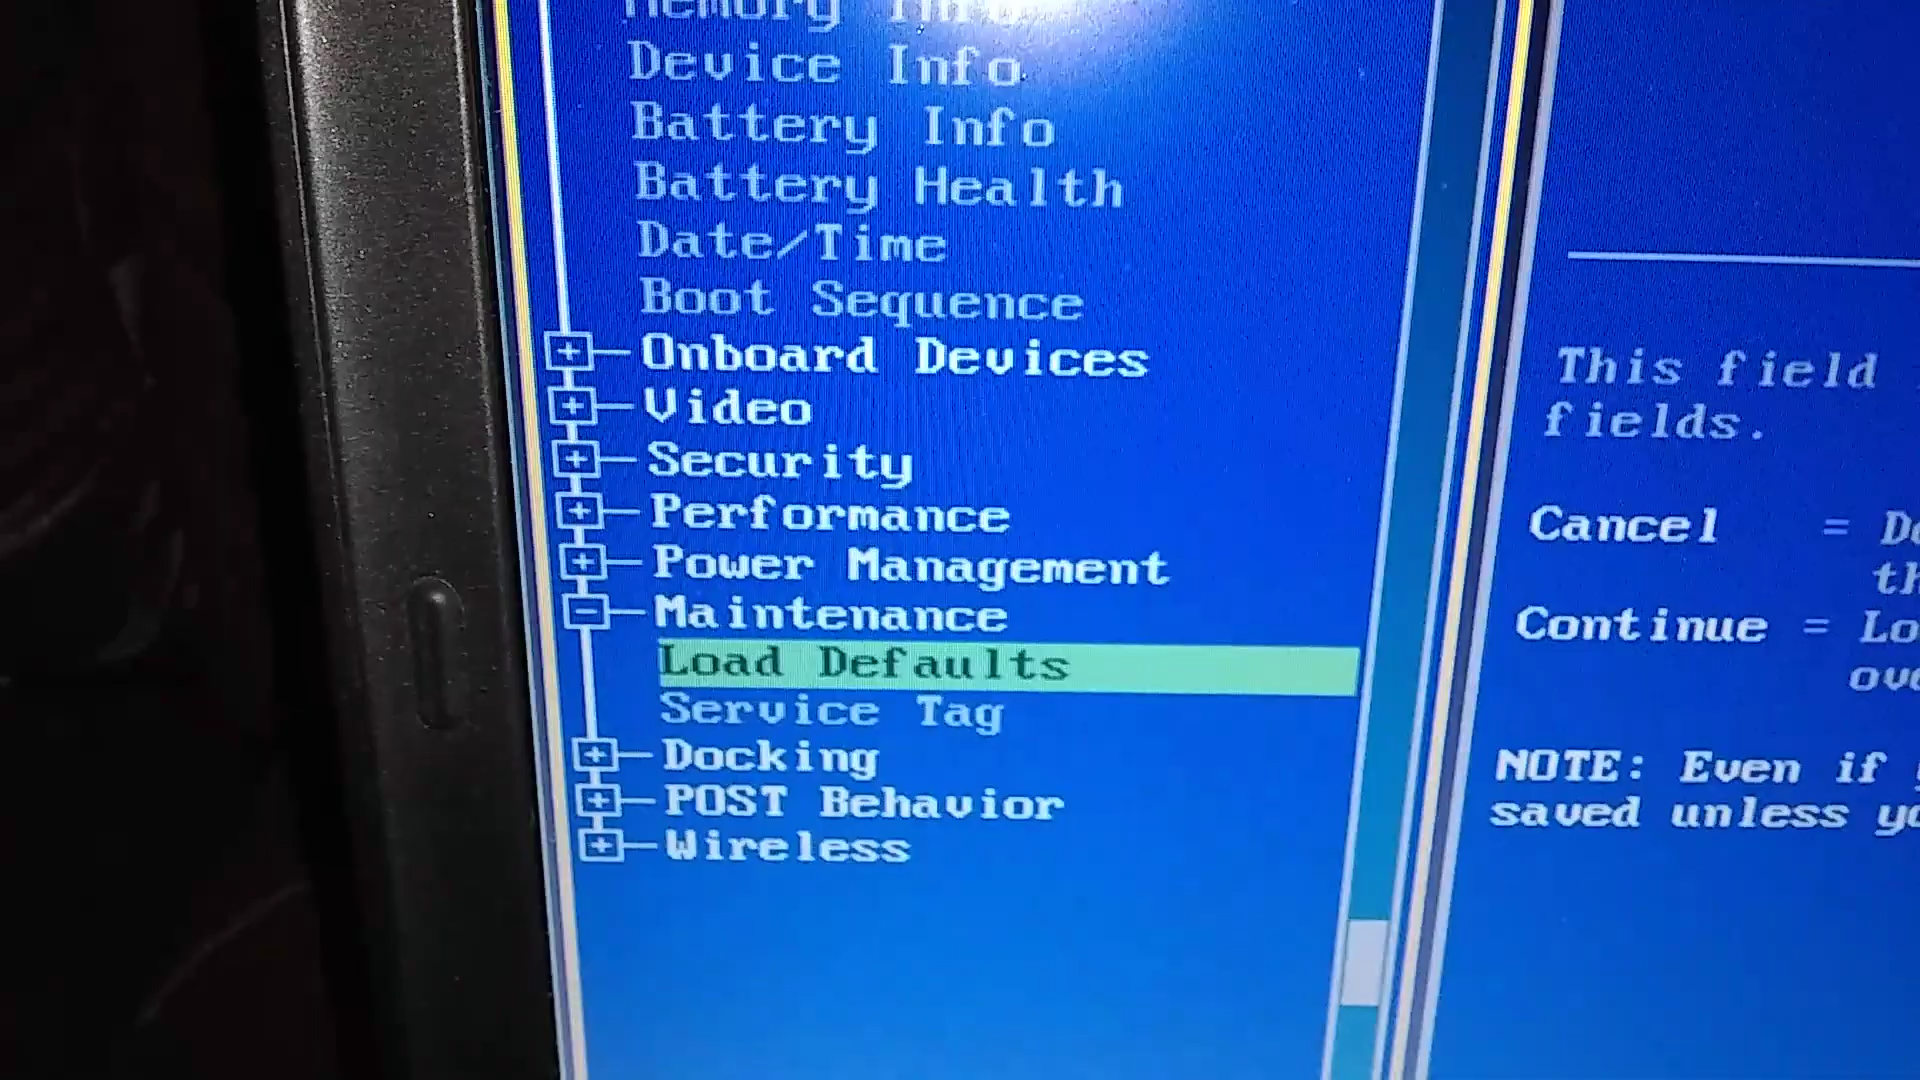 Memory
Device Info
Battery Info
Battery Health
Date/Time
Boot Sequence
Onboard Devices
Video
Security
Performance
Power Management
Maintenance
Load Defaults
Service Tag
Docking
POST Behavior
Wireless
This field
fields.
Cancel =
Continue =
NOTE: Even if
saved unless